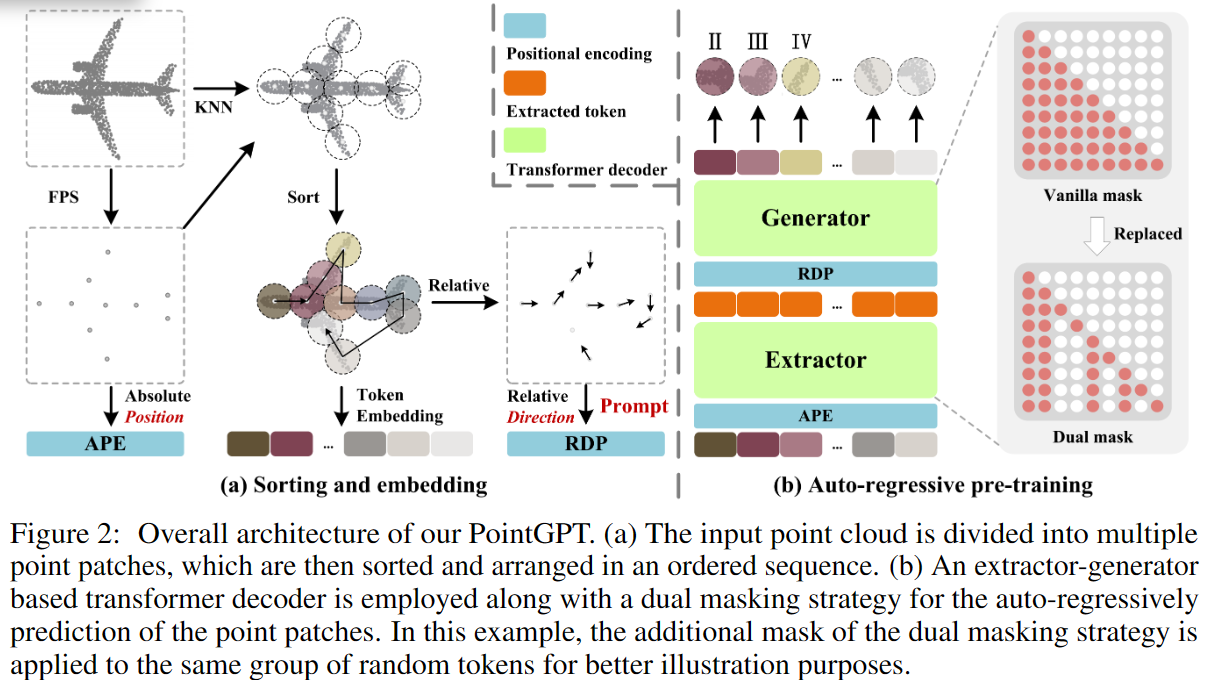 KNN
FPS
Sort
Relative
Absolute
Position
APE
Token
Embedding
Relative
Direction
Prompt
RDP
(a) Sorting and embedding
Positional encoding
Extracted token
Transformer decoder
II III IV
...
...
Generator
RDP
...
Extractor
APE
...
...
Vanilla mask
Replaced
Dual mask
(b) Auto-regressive pre-training
Figure 2: Overall architecture of our PointGPT. (a) The input point cloud is divided into multiple
point patches, which are then sorted and arranged in an ordered sequence. (b) An extractor-generator
based transformer decoder is employed along with a dual masking strategy for the auto-regressively
prediction of the point patches. In this example, the additional mask of the dual masking strategy is
applied to the same group of random tokens for better illustration purposes.